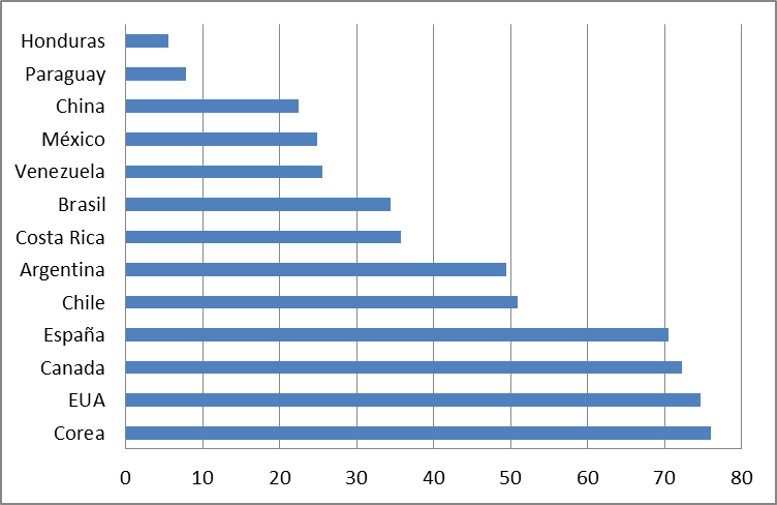 Honduras
Paraguay
China
México
Venezuela
Brasil
Costa Rica
Argentina
Chile
España
Canada
EUA
Corea
0 10 20 30 40 50 60 70 80